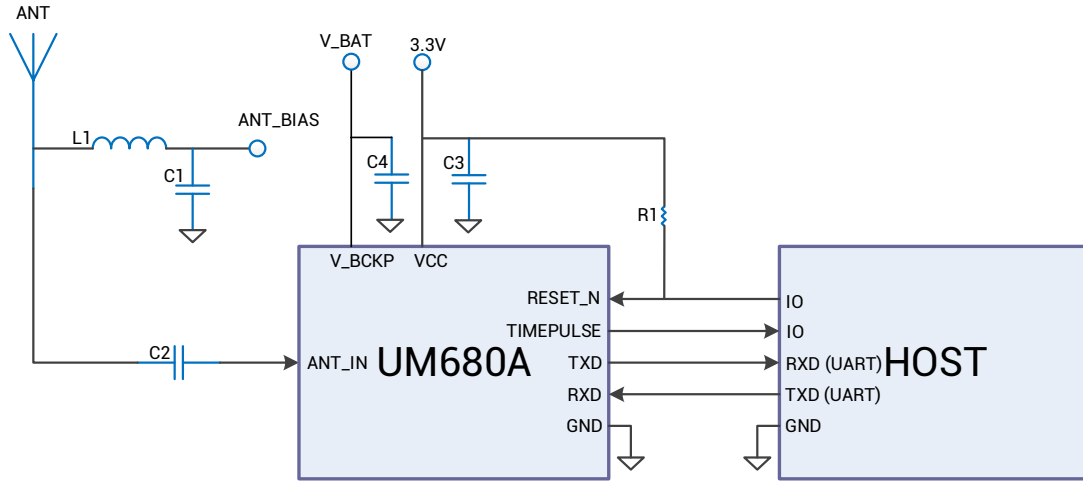 ANT
V_BAT
3.3V
ANT_BIAS
L1
C1
C4
C3
R1
V_BCKP
VCC
RESET_N
IO
TIMEPULSE
IO
C2
ANT_IN
UM680A
TXD
RXD (UART)
HOST
RXD
TXD (UART)
GND
GND